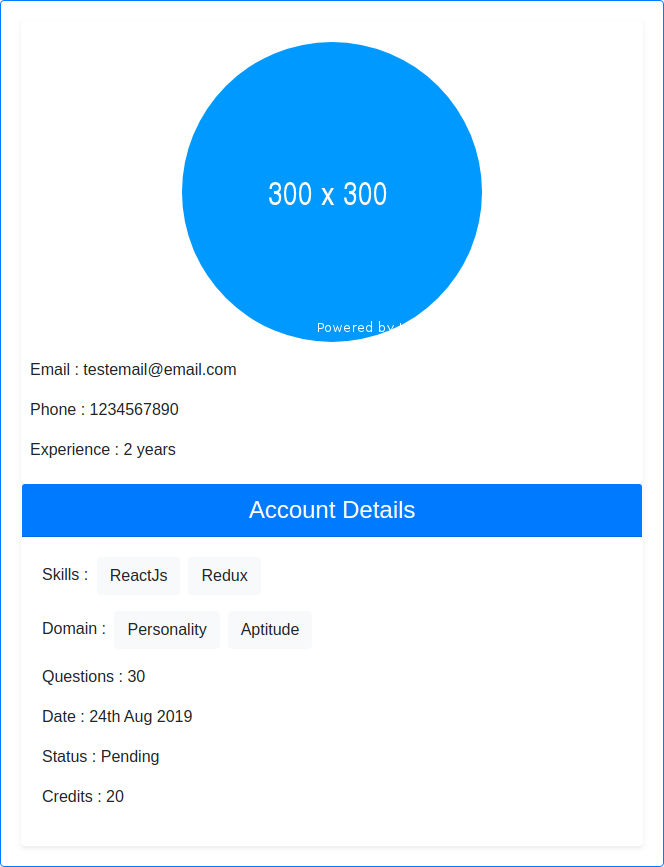 300 x 300
Powered by
Email : testemail@email.com
Phone : 1234567890
Experience : 2 years
Account Details
Skills : ReactJs Redux
Domain : Personality Aptitude
Questions : 30
Date : 24th Aug 2019
Status : Pending
Credits : 20